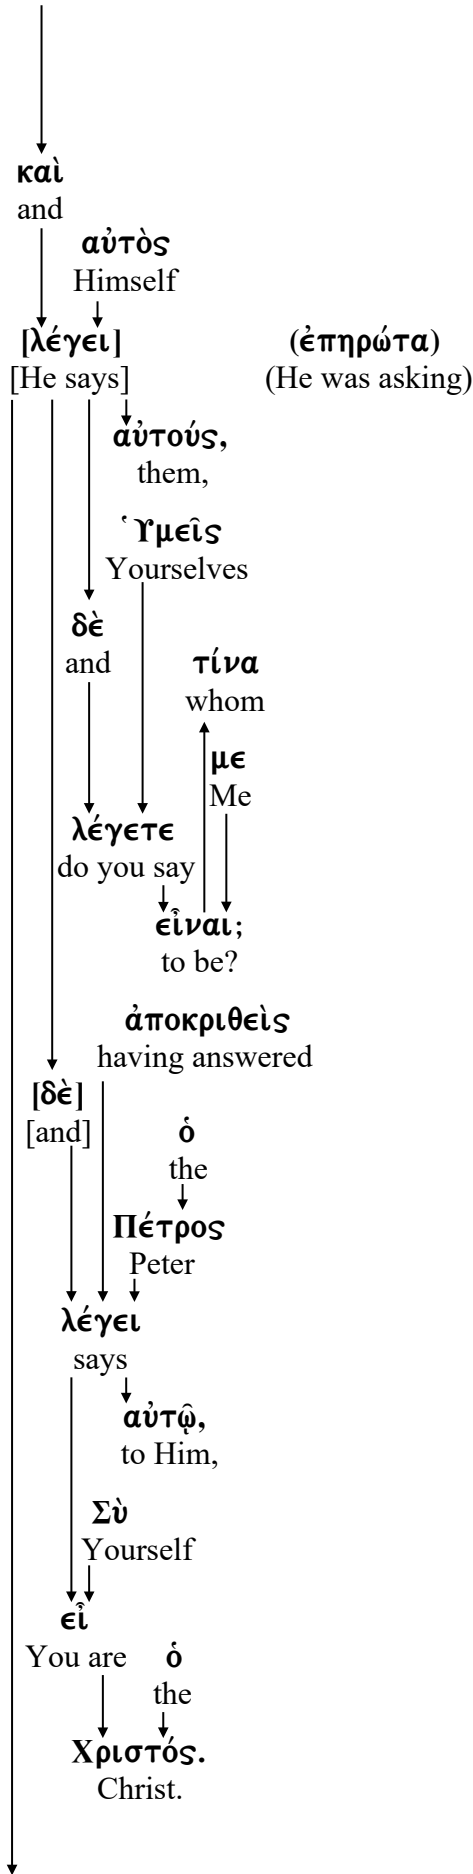 καὶ
and
αὐτὸς
Himself
[λέγει] (ἐπηρώτα)
[He says] (He was asking)
αὐτούς,
them,
Ὑμεῖς
Yourselves
δὲ
and
τίνα
whom
με
Me
λέγετε
do you say
εἶναι;
to be?
ἀποκριθεὶς
having answered
[δὲ]
[and]
ὁ
the
Πέτρος
Peter
λέγει
says
αὐτῷ,
to Him,
Σὺ
Yourself
εἶ
You are
ὁ
the
Χριστός.
Christ.